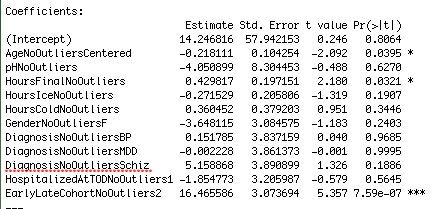 Coefficients:
Estimate Std. Error t value Pr(>|t|)
(Intercept) 14.246816 57.942153 0.246 0.8064
AgeNoOutliersCentered -0.218111 0.104254 -2.092 0.0395 *
pHNoOutliers -4.050899 8.304453 -0.488 0.6270
HoursFinalNoOutliers 0.429817 0.197151 2.180 0.0321 *
HoursIceNoOutliers -0.271529 0.205806 -1.319 0.1907
HoursColdNoOutliers 0.360452 0.379203 0.951 0.3446
GenderNoOutliersF -3.648115 3.084575 -1.183 0.2403
DiagnosisNoOutliersBP 0.151785 3.837159 0.040 0.9685
DiagnosisNoOutliersMDD -0.002228 3.861373 -0.001 0.9995
DiagnosisNoOutliersSchiz 5.158868 3.890899 1.326 0.1886
HospitalizedAtTODNoOutliers1 -1.854773 3.205987 -0.579 0.5645
EarlyLateCohortNoOutliers2 16.465586 3.073694 5.357 7.59e-07 ***
---